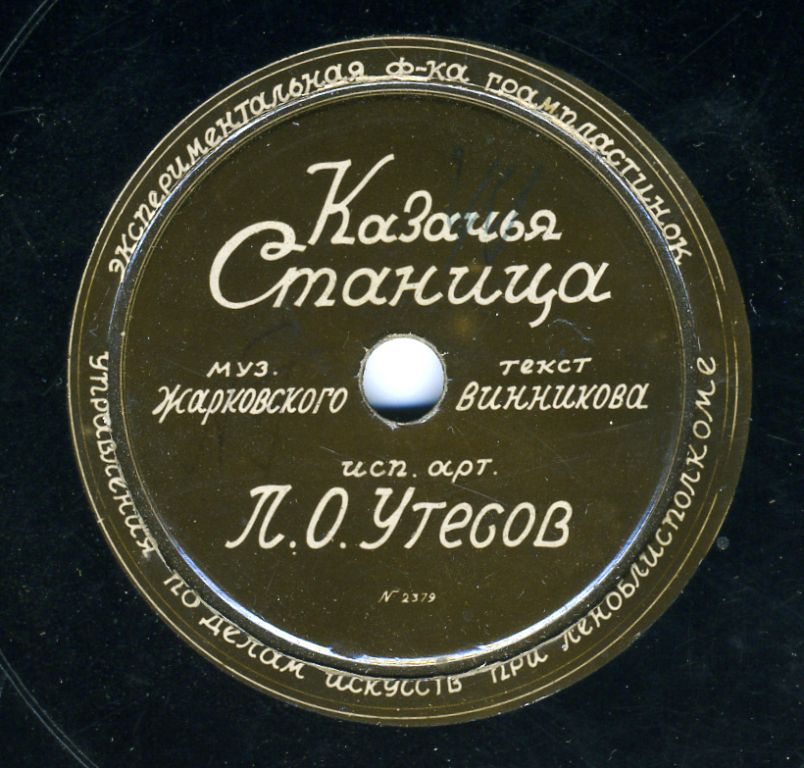 экспериментальная ф-ка грампластинок
Казачья
Станица
муз.
Жарковского
текст
Винникова
исп. арт.
Л. О. Утесов
№ 2379
управления по делам искусств при леноблисполкоме